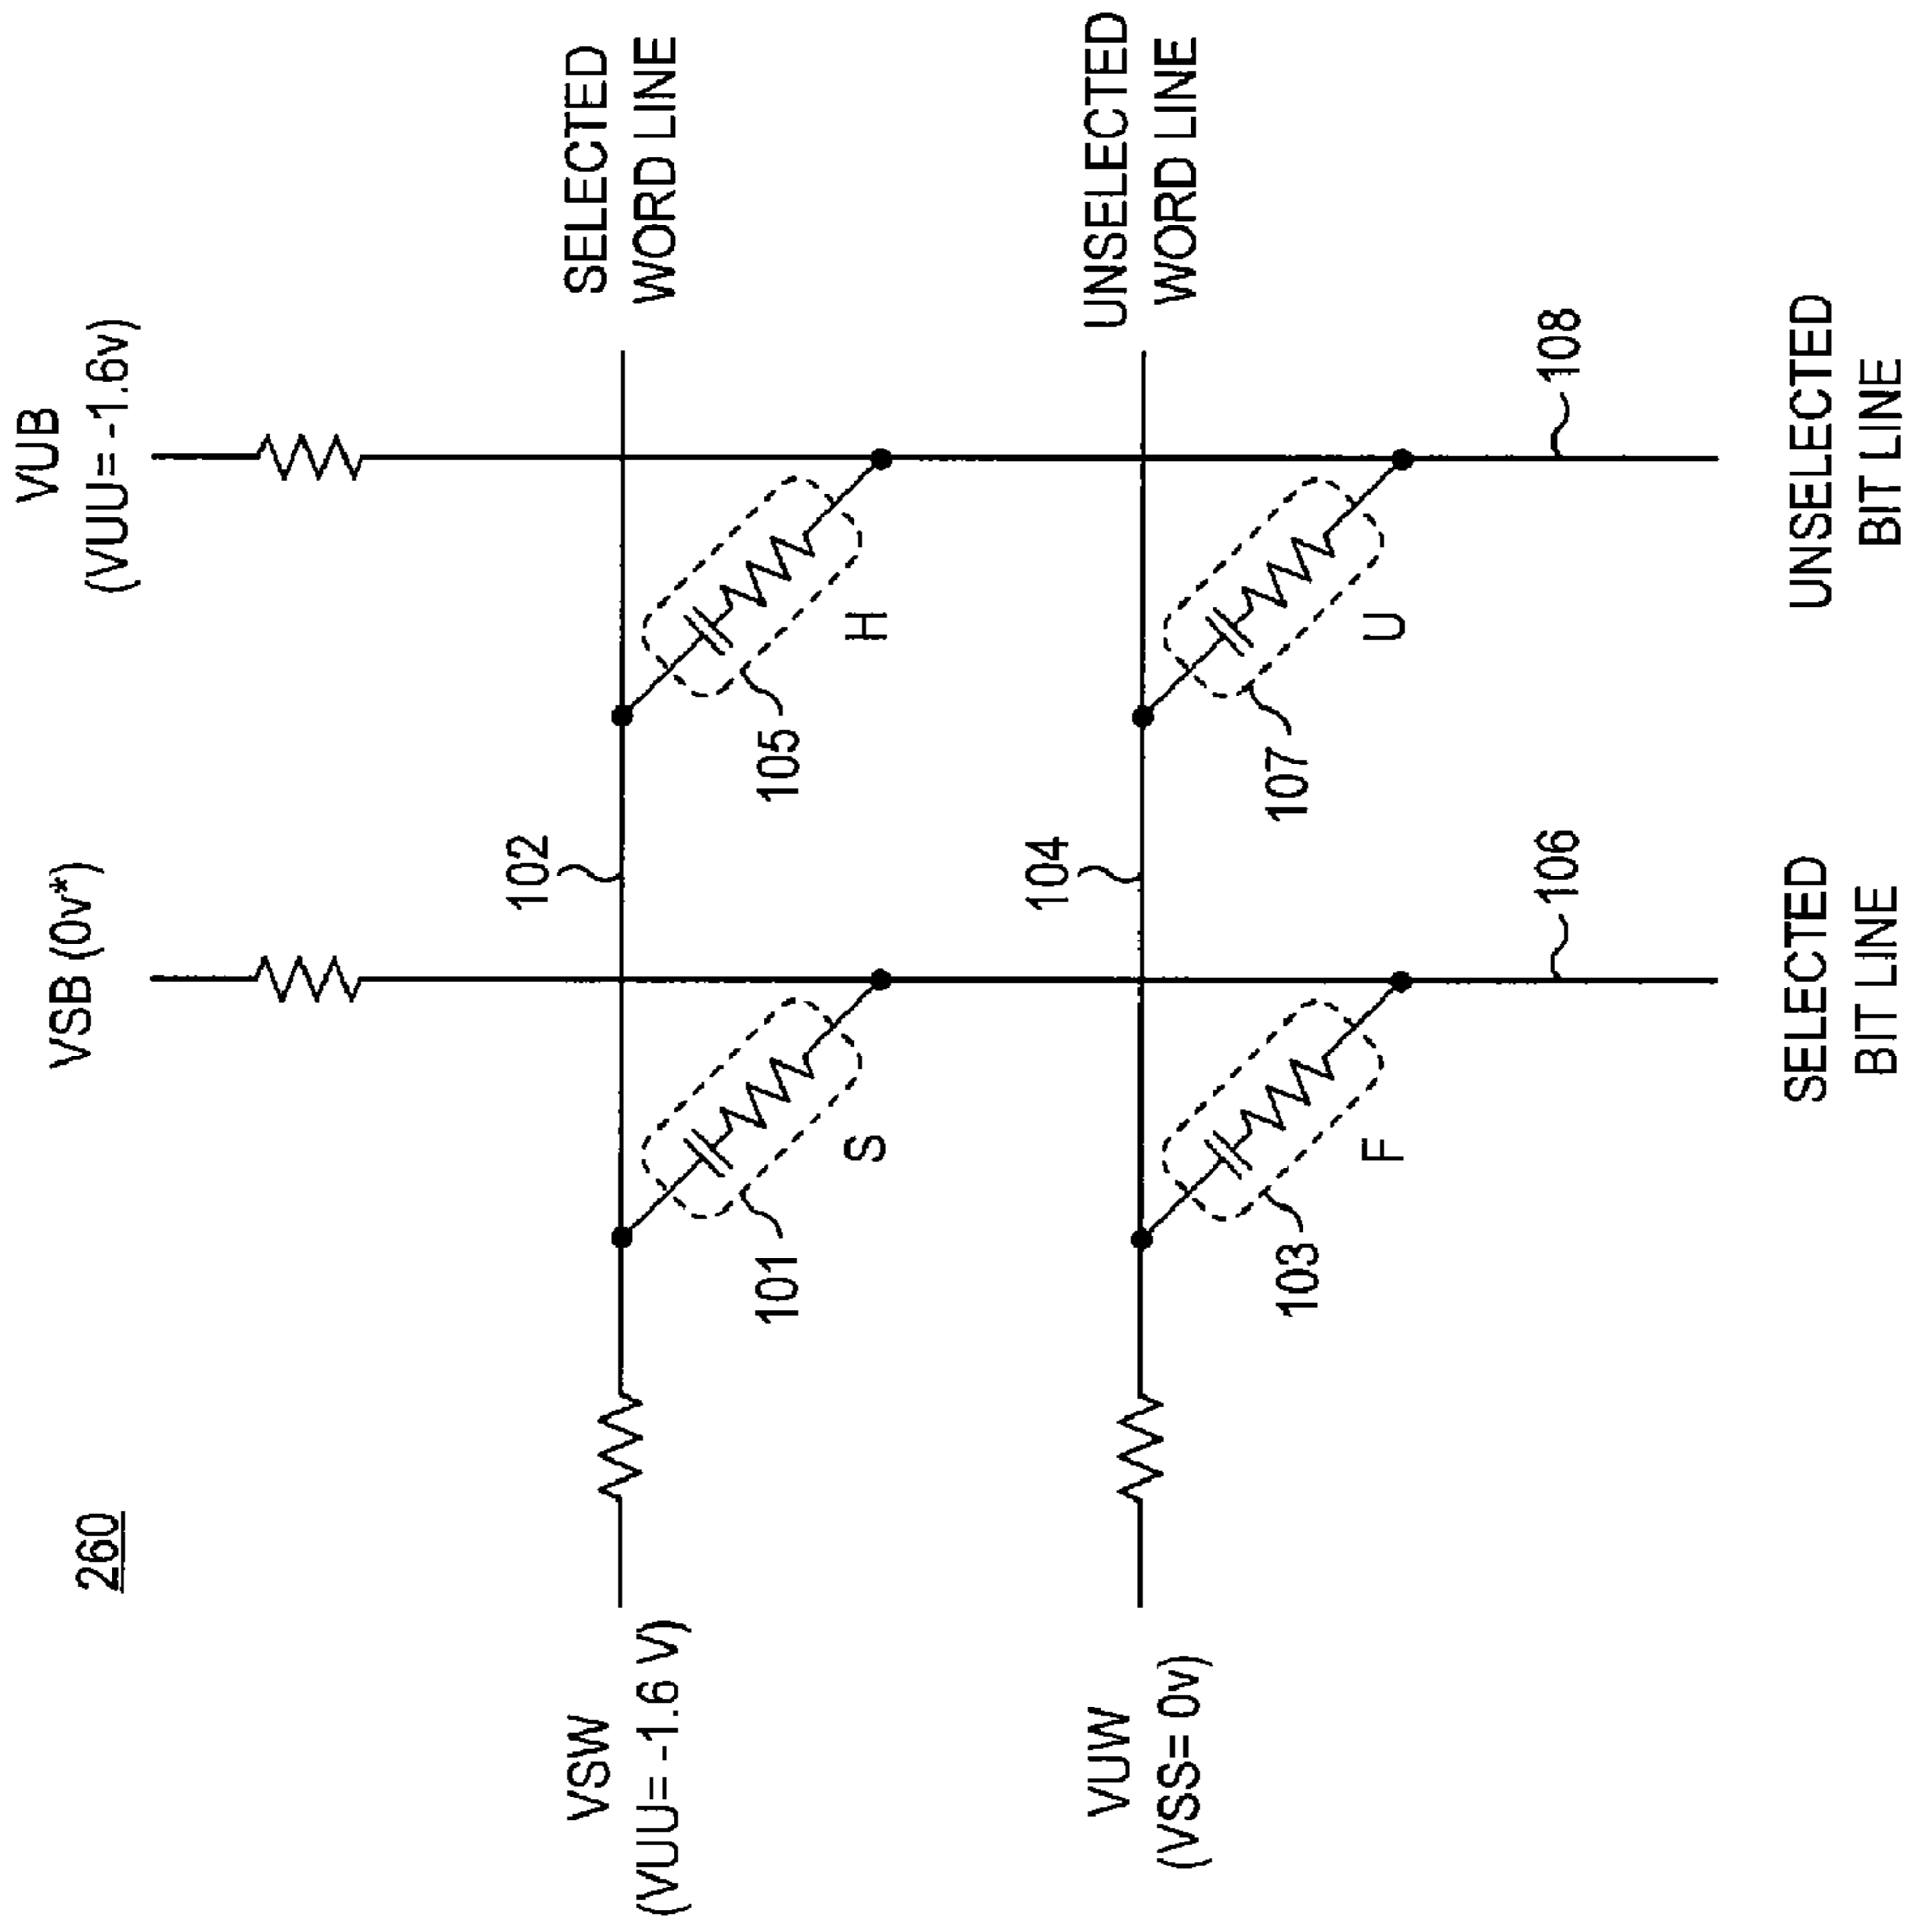 260
VSB (0v*)
VUB
(VUU= -1.6v)
102
VSW
(VUU= -1.6 V)
SELECTED
WORD LINE
101
105
S
H
104
VUW
(VSS= 0v)
UNSELECTED
WORD LINE
103
107
F
U
106
108
SELECTED
BIT LINE
UNSELECTED
BIT LINE